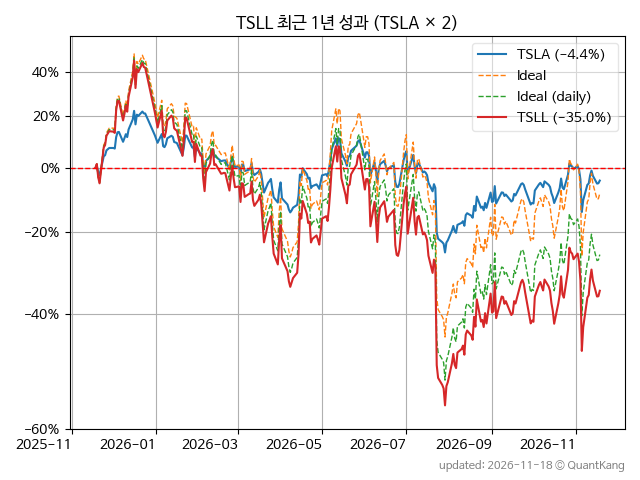 TSLL 최근 1년 성과 (TSLA × 2)
TSLA (−4.4%)
Ideal
Ideal (daily)
TSLL (−35.0%)
40%
20%
0%
−20%
−40%
−60%
2025-11 2026-01 2026-03 2026-05 2026-07 2026-09 2026-11
updated: 2026-11-18 © QuantKang